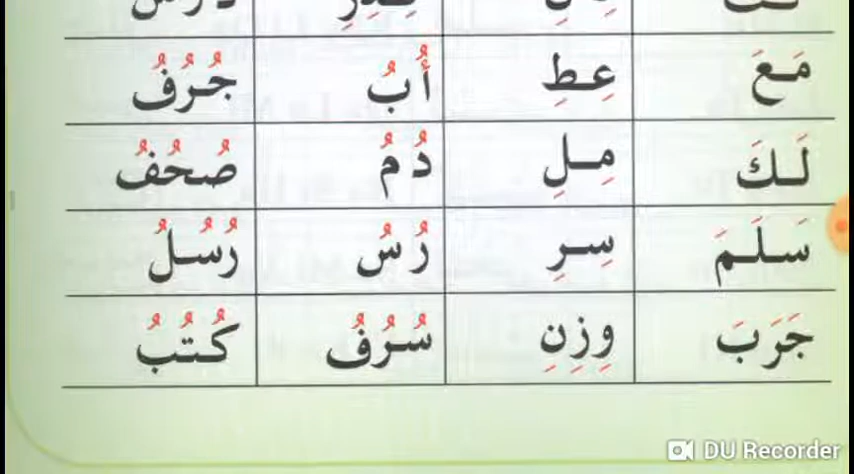 مَعَ عِطِ أُبُ جُرُفُ
لَكَ مِلِ دُمُ صُحُفُ
سَلَمَ سِرِ رُسُ رُسُلُ
جَرَبَ وِزِنِ سُرُفُ كُتُبُ
DU Recorder